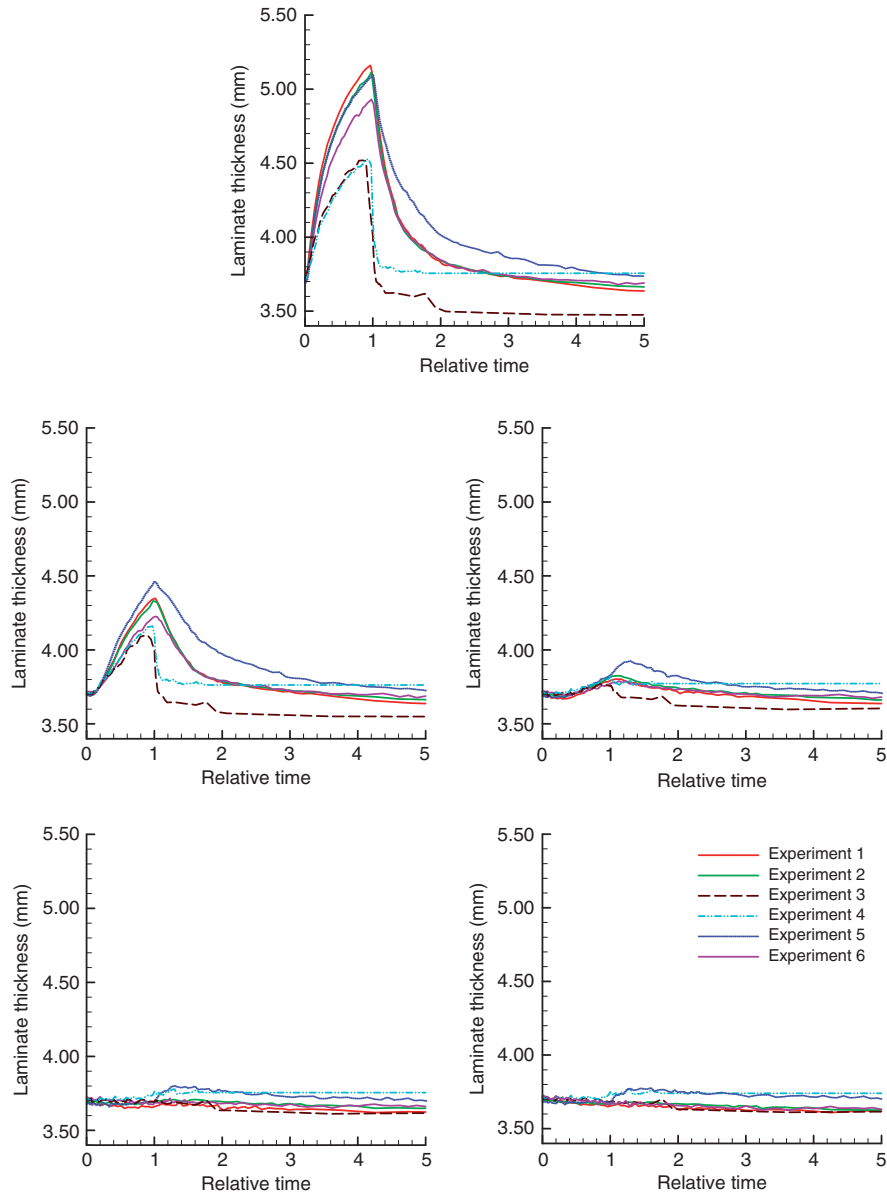 5.50
5.00
4.50
4.00
3.50
Laminate thickness (mm)
0 1 2 3 4 5
Relative time
5.50
5.00
4.50
4.00
3.50
Laminate thickness (mm)
0 1 2 3 4 5
Relative time
5.50
5.00
4.50
4.00
3.50
Laminate thickness (mm)
0 1 2 3 4 5
Relative time
5.50
5.00
4.50
4.00
3.50
Laminate thickness (mm)
0 1 2 3 4 5
Relative time
5.50
5.00
4.50
4.00
3.50
Laminate thickness (mm)
0 1 2 3 4 5
Relative time
Experiment 1
Experiment 2
Experiment 3
Experiment 4
Experiment 5
Experiment 6